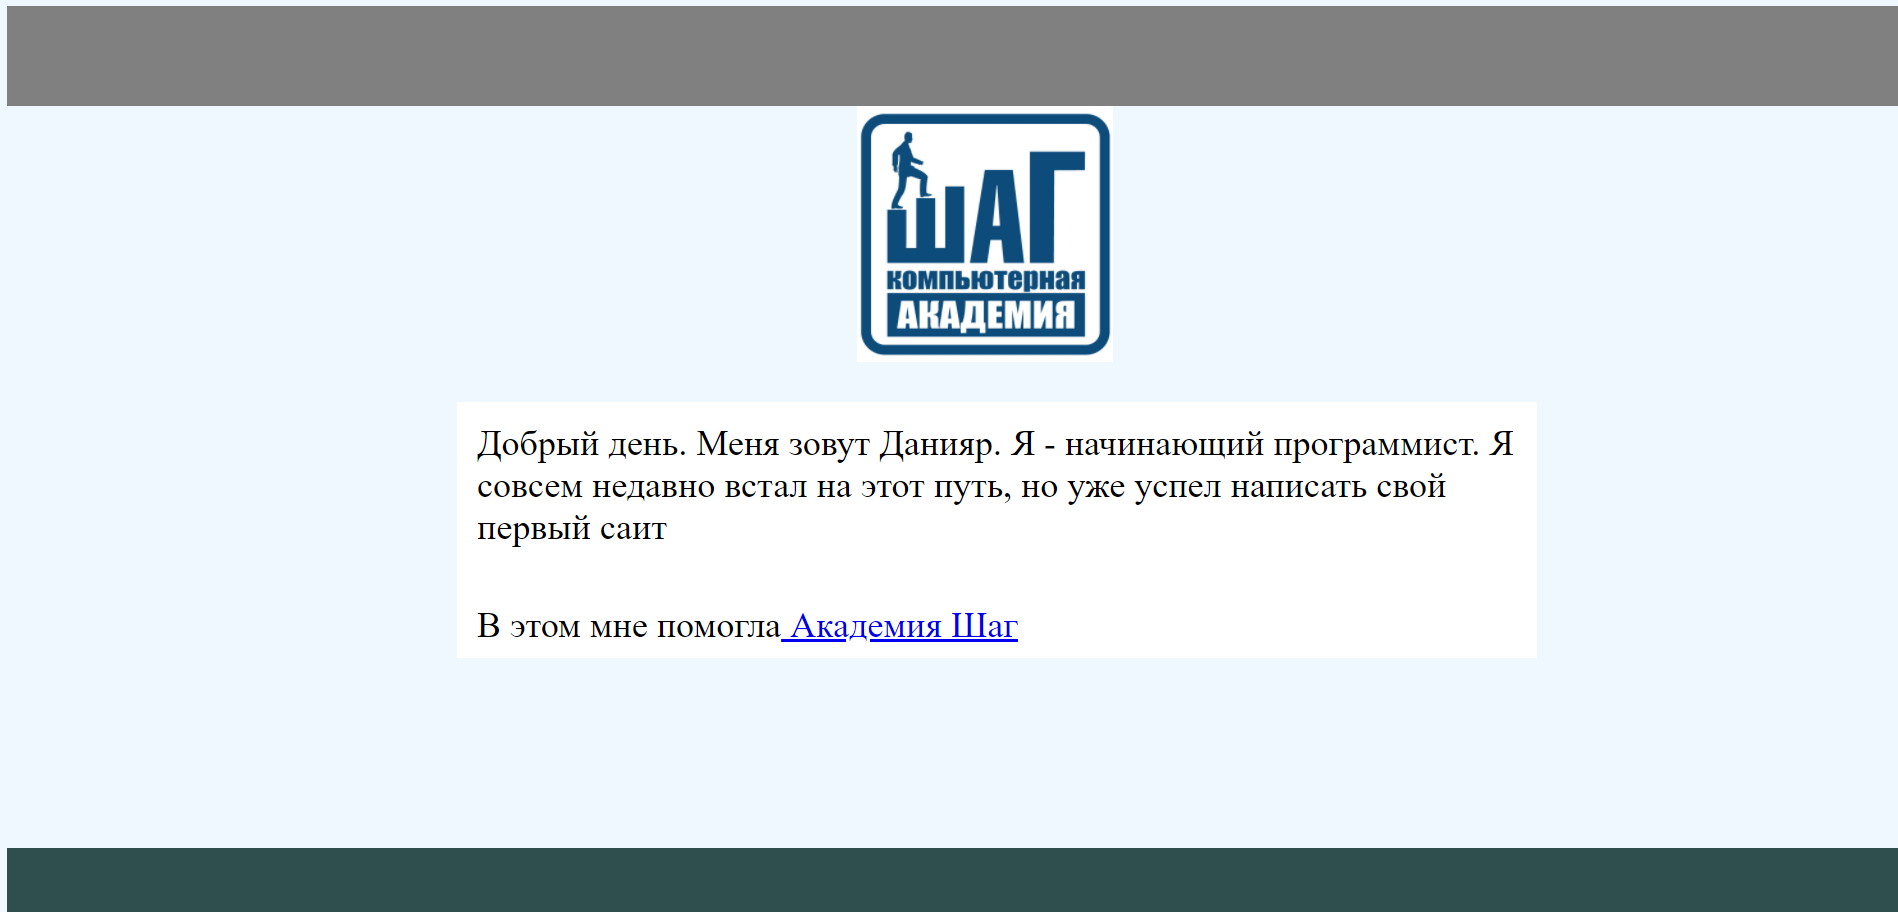 ШАГ
КОМПЬЮТЕРНАЯ
АКАДЕМИЯ
Добрый день. Меня зовут Данияр. Я - начинающий программист. Я
совсем недавно встал на этот путь, но уже успел написать свой
первый саит
В этом мне помогла Академия Шаг